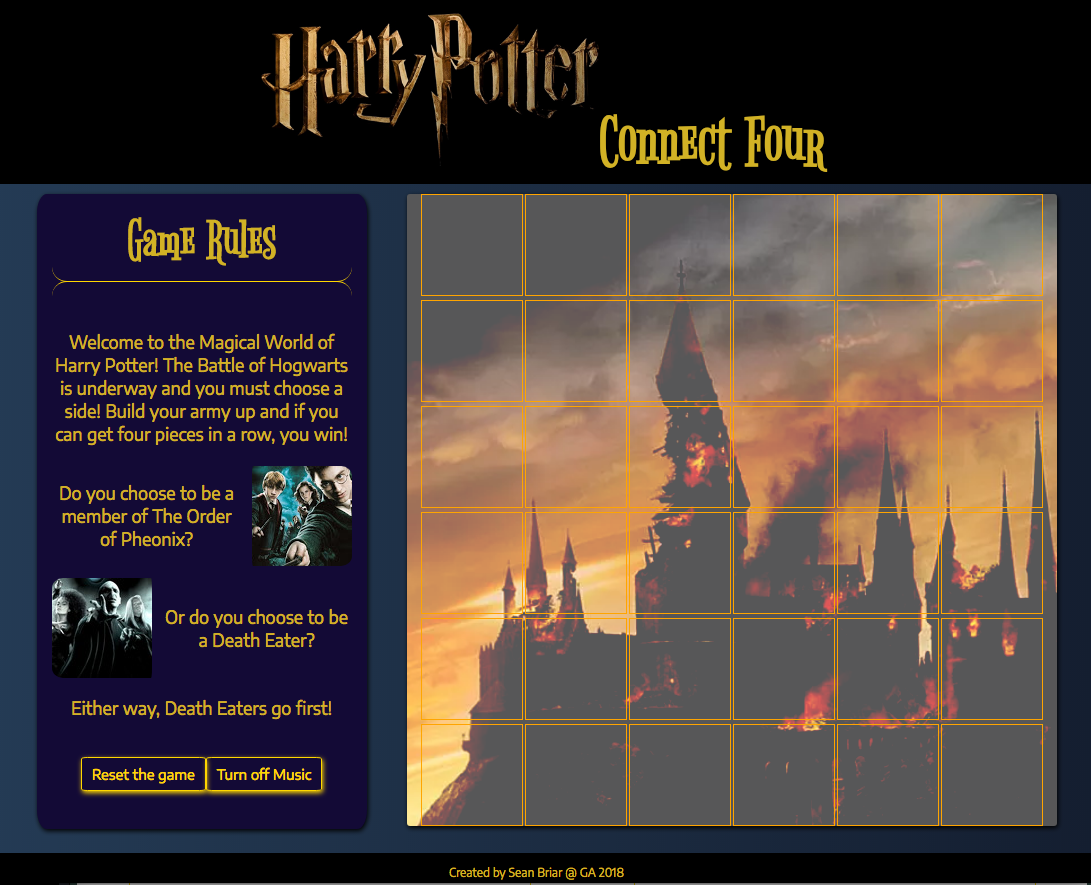 Harry Potter
Connect Four
Game Rules
Welcome to the Magical World of
Harry Potter! The Battle of Hogwarts
is underway and you must choose a
side! Build your army up and if you
can get four pieces in a row, you win!
Do you choose to be a
member of The Order
of Pheonix?
Or do you choose to be
a Death Eater?
Either way, Death Eaters go first!
Reset the game
Turn off Music
Created by Sean Briar @ GA 2018